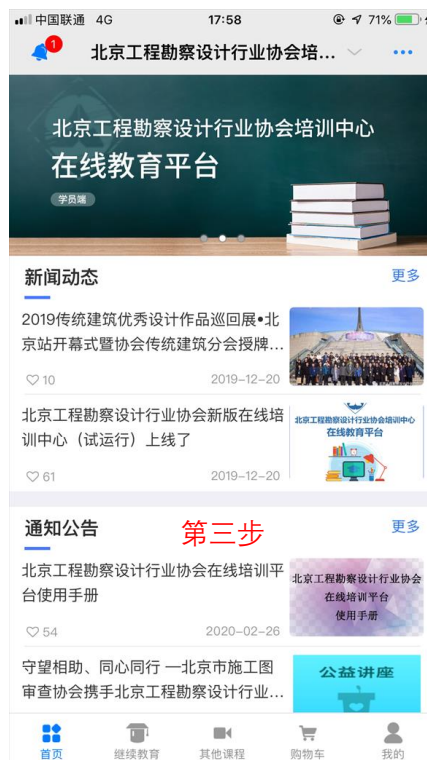 中国联通 4G 17:58 71%
1
北京工程勘察设计行业协会培...
北京工程勘察设计行业协会培训中心
在线教育平台
学员端
新闻动态 更多
2019传统建筑优秀设计作品巡回展•北
京站开幕式暨协会传统建筑分会授牌...
10 2019-12-20
北京工程勘察设计行业协会新版在线培
训中心（试运行）上线了
61 2019-12-20
北京工程勘察设计行业协会培训中心
在线教育平台
通知公告 第三步 更多
北京工程勘察设计行业协会在线培训平
台使用手册
54 2020-02-26
北京工程勘察设计行业协会
在线培训平台
使用手册
守望相助、同心同行 —北京市施工图
审查协会携手北京工程勘察设计行业...
公益讲座
首页 继续教育 其他课程 购物车 我的